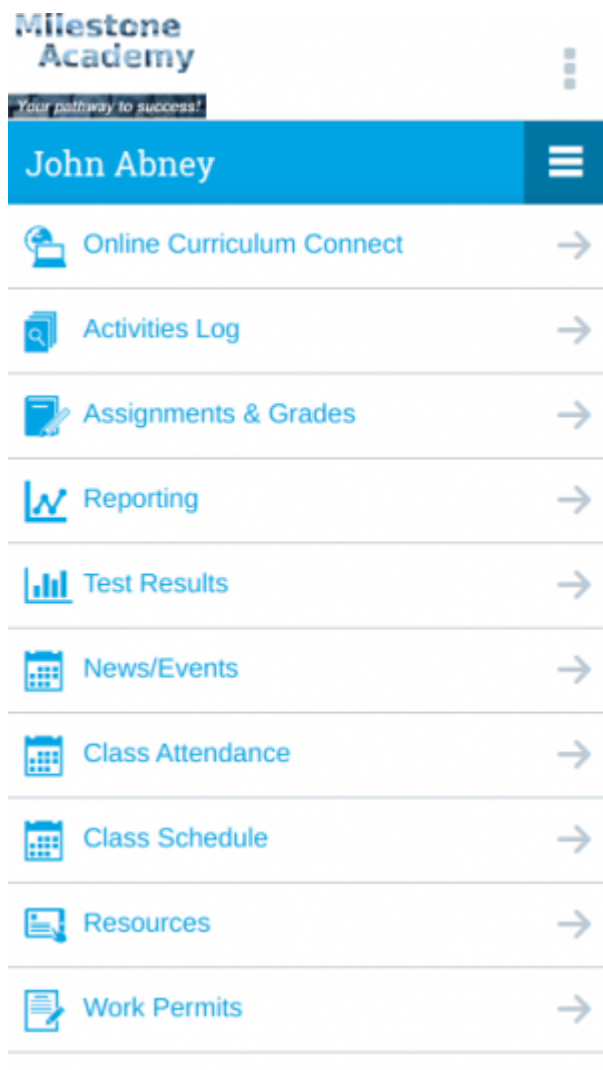 Milestone
Academy
Your pathway to success!
John Abney
Online Curriculum Connect
Activities Log
Assignments & Grades
Reporting
Test Results
News/Events
Class Attendance
Class Schedule
Resources
Work Permits